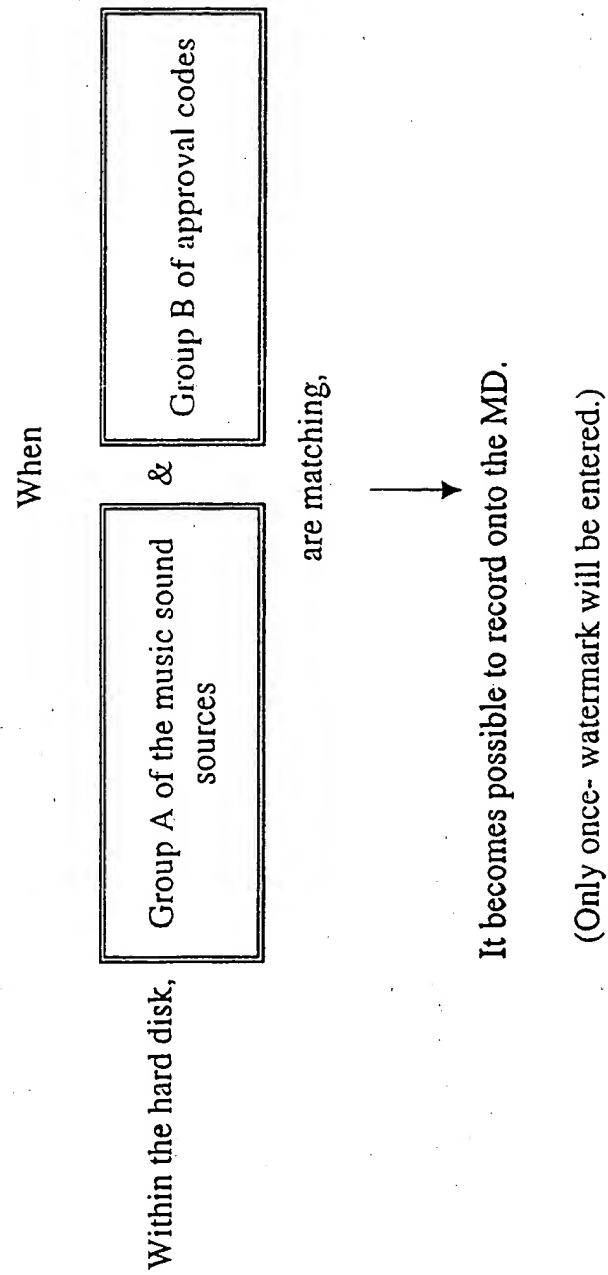 When
Within the hard disk,
Group A of the music sound
sources
&
Group B of approval codes
are matching,
It becomes possible to record onto the MD.
(Only once- watermark will be entered.)